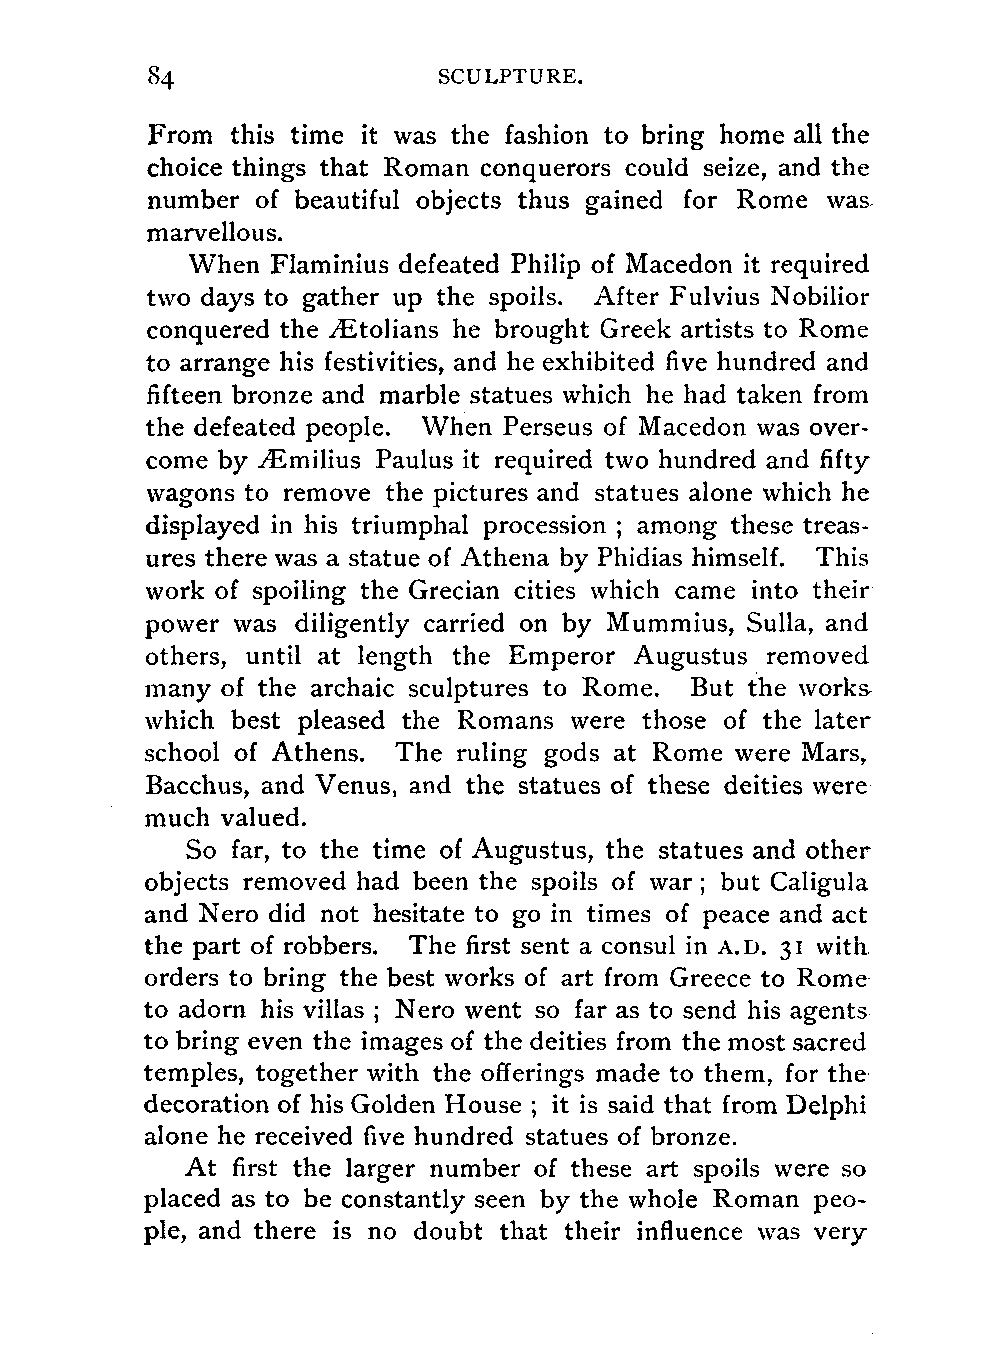 84 SCULPTURE.
From this time it was the fashion to bring home all the
choice things that Roman conquerors could seize, and the
number of beautiful objects thus gained for Rome was
marvellous.
When Flaminius defeated Philip of Macedon it required
two days to gather up the spoils. After Fulvius Nobilior
conquered the Ætolians he brought Greek artists to Rome
to arrange his festivities, and he exhibited five hundred and
fifteen bronze and marble statues which he had taken from
the defeated people. When Perseus of Macedon was over-
come by Æmilius Paulus it required two hundred and fifty
wagons to remove the pictures and statues alone which he
displayed in his triumphal procession ; among these treas-
ures there was a statue of Athena by Phidias himself. This
work of spoiling the Grecian cities which came into their
power was diligently carried on by Mummius, Sulla, and
others, until at length the Emperor Augustus removed
many of the archaic sculptures to Rome. But the works
which best pleased the Romans were those of the later
school of Athens. The ruling gods at Rome were Mars,
Bacchus, and Venus, and the statues of these deities were
much valued.
So far, to the time of Augustus, the statues and other
objects removed had been the spoils of war ; but Caligula
and Nero did not hesitate to go in times of peace and act
the part of robbers. The first sent a consul in A.D. 31 with
orders to bring the best works of art from Greece to Rome
to adorn his villas ; Nero went so far as to send his agents
to bring even the images of the deities from the most sacred
temples, together with the offerings made to them, for the
decoration of his Golden House ; it is said that from Delphi
alone he received five hundred statues of bronze.
At first the larger number of these art spoils were so
placed as to be constantly seen by the whole Roman peo-
ple, and there is no doubt that their influence was very